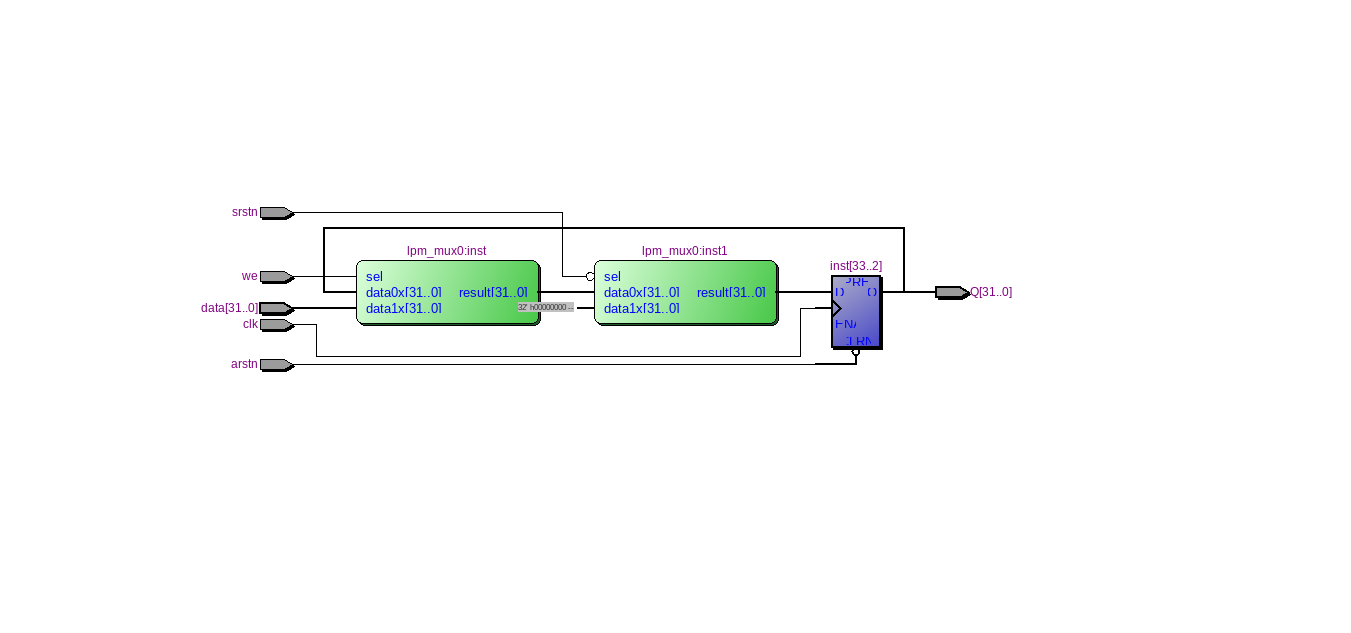 srstn
lpm_mux0:inst
lpm_mux0:inst1
inst[33..2]
we
sel
sel
PRE
data0x[31..0]
result[31..0]
data0x[31..0]
result[31..0]
D
Q
Q[31..0]
data[31..0]
data1x[31..0]
32' h00000000 --
data1x[31..0]
clk
ENA
CLRN
arstn